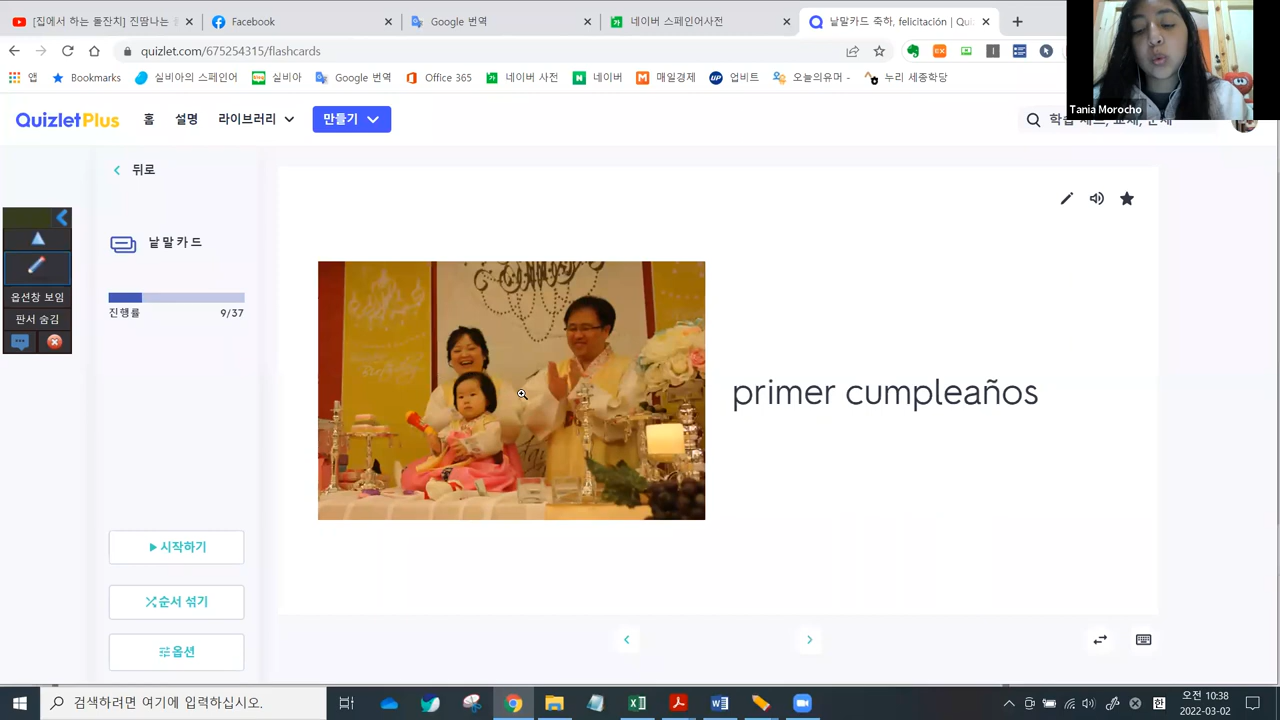 [집에서 하는 돌잔치] 진땀나는
Facebook
Google 번역
네이버 스페인어사전
낱말카드 축하, felicitación | Qui
quizlet.com/675254315/flashcards
앱
Bookmarks
실비아의 스페인어
실비아
Google 번역
Office 365
네이버 사전
네이버
매일경제
업비트
오늘의유머 -
누리 세종학당
Tania Morocho
QuizletPlus
홈
설명
라이브러리
만들기
뒤로
낱말카드
진행률
9/37
옵션창 보임
판서 숨김
primer cumpleaños
시작하기
순서 섞기
옵션
검색하려면 여기에 입력하십시오.
한
오전 10:38
2022-03-02